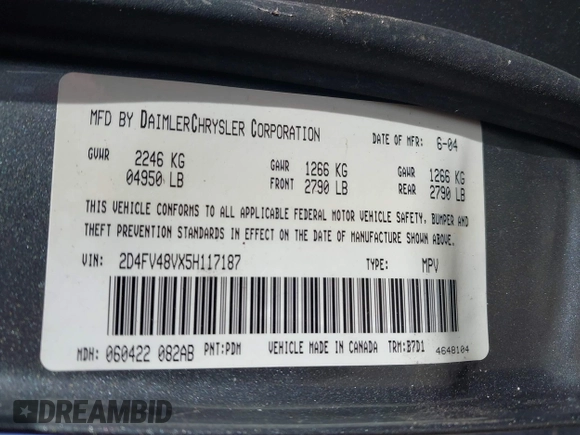 MFD BY DAIMLERCHRYSLER CORPORATION
DATE OF MFR: 6-04
GVWR 2246 KG 04950 LB
GAWR FRONT 1266 KG 2790 LB
GAWR REAR 1266 KG 2790 LB
THIS VEHICLE CONFORMS TO ALL APPLICABLE FEDERAL MOTOR VEHICLE SAFETY, BUMPER AND
THEFT PREVENTION STANDARDS IN EFFECT ON THE DATE OF MANUFACTURE SHOWN ABOVE.
VIN: 2D4FV48VX5H117187 TYPE: MPV
MDH: 060422 082AB PNT:PDM VEHICLE MADE IN CANADA TRM:B7D1
4648104
DREAMBID